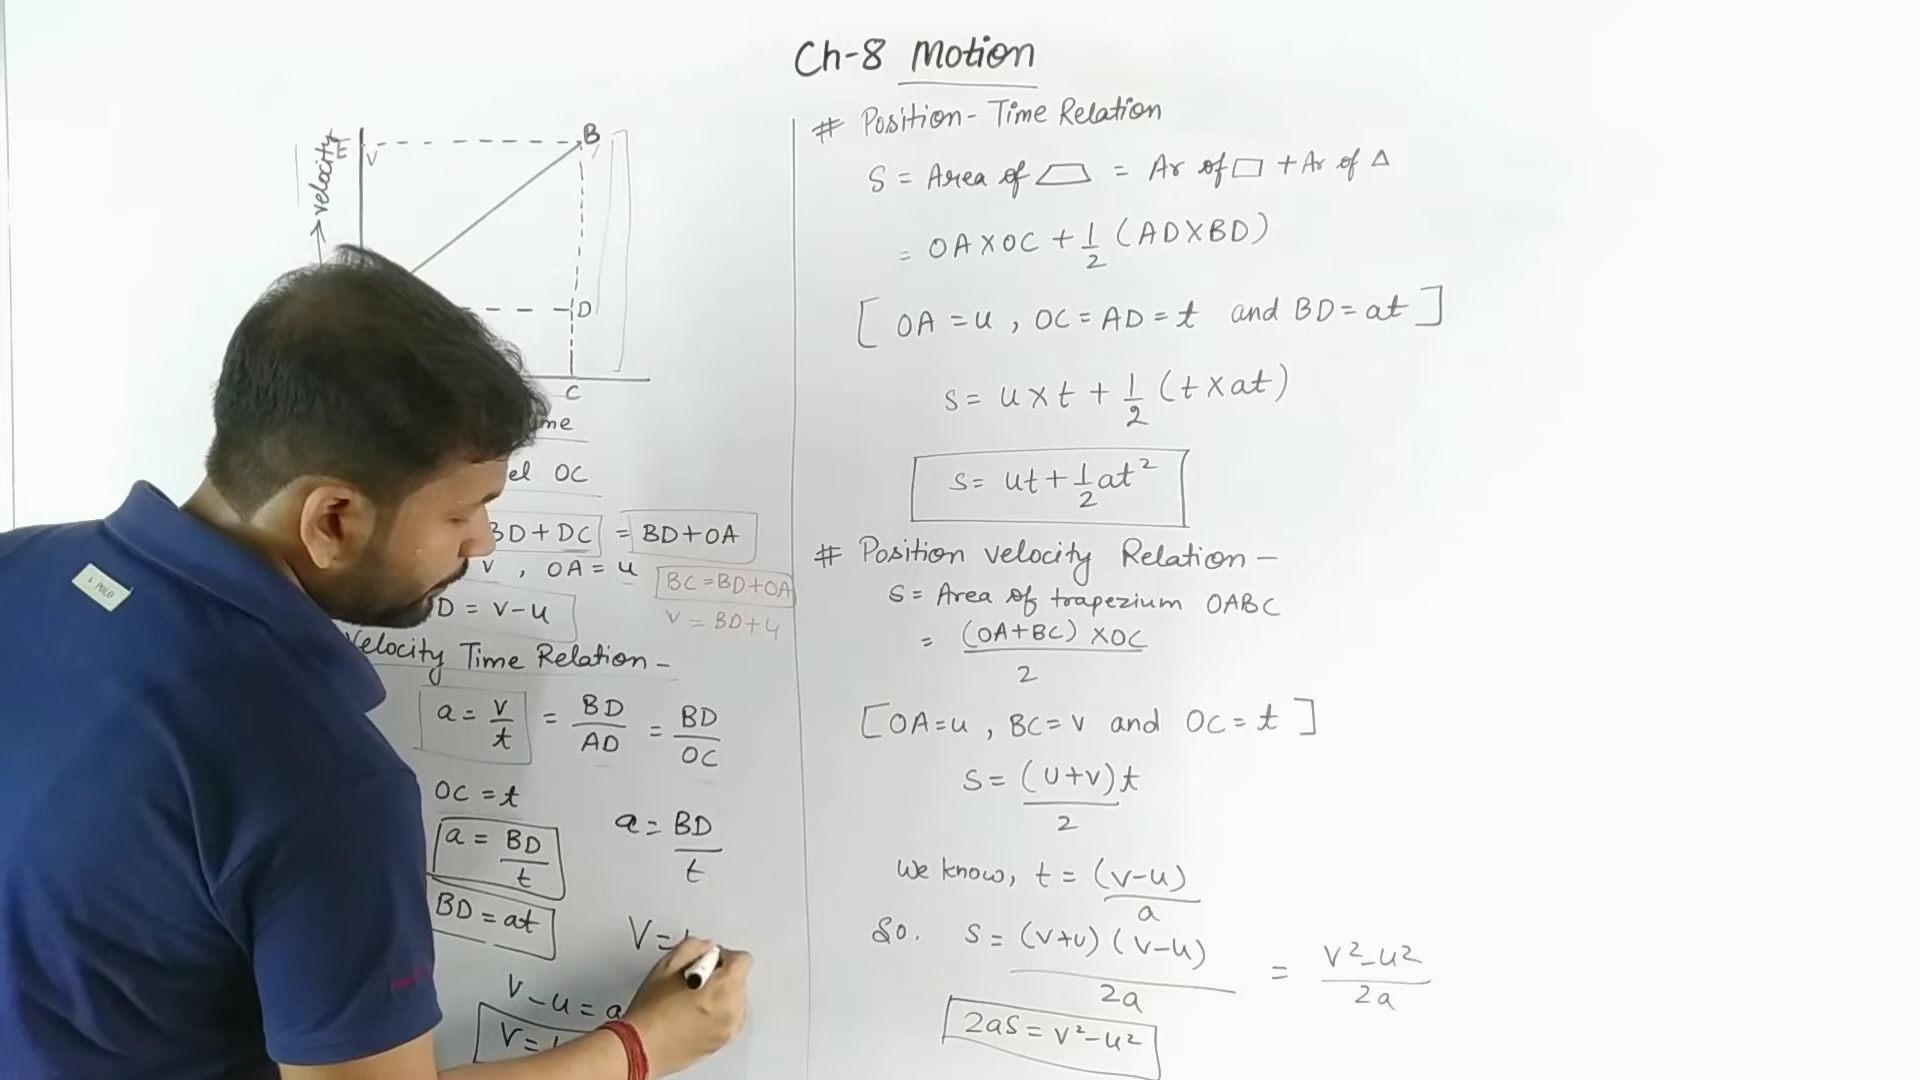 Ch-8 Motion
velocity
E
V
B
D
C
OC
BD+DC = BD+OA
V , OA = u
BC=BD+OA
D = V-u
V = BD+u
Velocity Time Relation-
a = V/t = BD/AD = BD/OC
OC = t
a = BD/t
a = BD/t
BD = at
V=
V-u = a
V=
# Position-Time Relation
S = Area of ▱ = Ar of □ + Ar of Δ
= OA X OC + 1/2 (AD X BD)
[ OA = u , OC = AD = t and BD = at ]
S = u x t + 1/2 (t x at)
S = ut + 1/2 at²
# Position velocity Relation -
S = Area of trapezium OABC
= (OA+BC) XOC / 2
[OA=u , BC=v and OC=t ]
S = (u+v)t / 2
We know, t = (v-u)/a
So. S = (v+u) (v-u) / 2a = v²-u² / 2a
2as = v²-u²